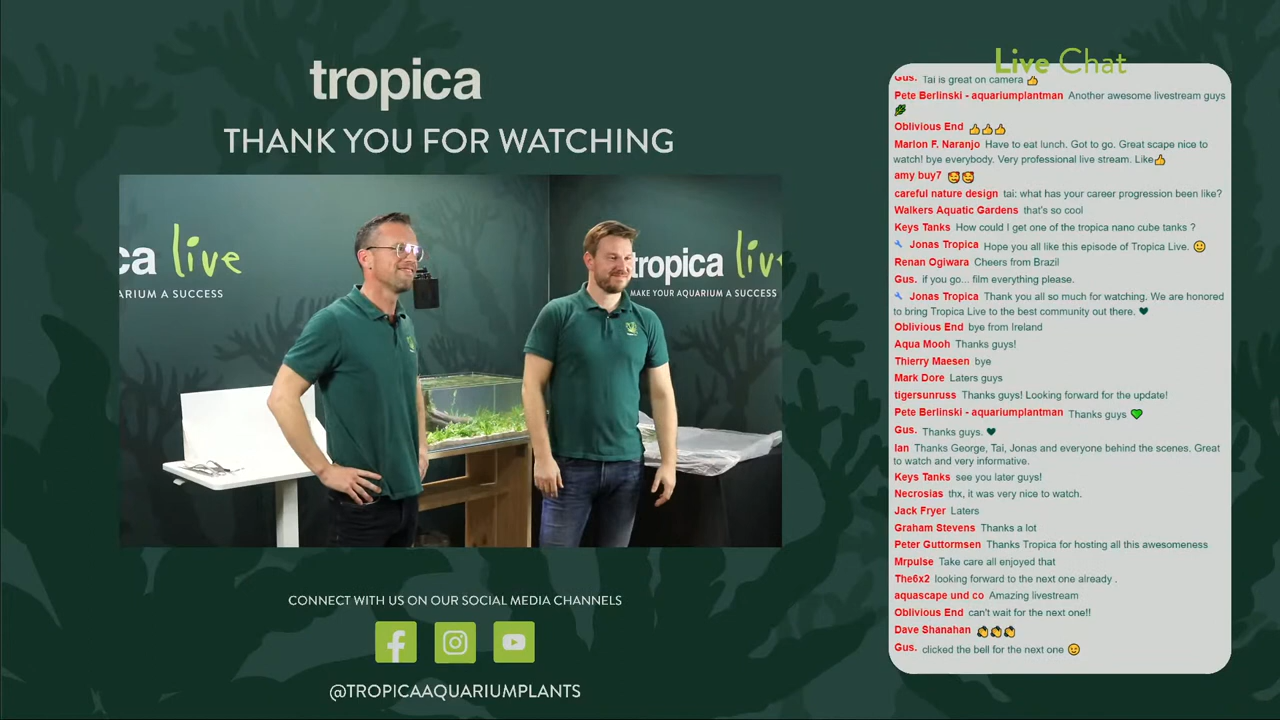 tropica
THANK YOU FOR WATCHING
ca live
ARIUM A SUCCESS
tropica liv
MAKE YOUR AQUARIUM A SUCCESS
CONNECT WITH US ON OUR SOCIAL MEDIA CHANNELS
@TROPICAAQUARIUMPLANTS
Live Chat
Gus. Tai is great on camera 👍
Pete Berlinski - aquariumplantman Another awesome livestream guys
🌿
Oblivious End 👍👍👍
Marlon F. Naranjo Have to eat lunch. Got to go. Great scape nice to
watch! bye everybody. Very professional live stream. Like👍
amy buy7 🥰🥰
careful nature design tai: what has your career progression been like?
Walkers Aquatic Gardens that's so cool
Keys Tanks How could I get one of the tropica nano cube tanks ?
Jonas Tropica Hope you all like this episode of Tropica Live. 🙂
Renan Ogiwara Cheers from Brazil
Gus. if you go... film everything please.
Jonas Tropica Thank you all so much for watching. We are honored
to bring Tropica Live to the best community out there. ♥
Oblivious End bye from Ireland
Aqua Mooh Thanks guys!
Thierry Maesen bye
Mark Dore Laters guys
tigersunruss Thanks guys! Looking forward for the update!
Pete Berlinski - aquariumplantman Thanks guys 💚
Gus. Thanks guys. ♥
Ian Thanks George, Tai, Jonas and everyone behind the scenes. Great
to watch and very informative.
Keys Tanks see you later guys!
Necrosias thx, it was very nice to watch.
Jack Fryer Laters
Graham Stevens Thanks a lot
Peter Guttormsen Thanks Tropica for hosting all this awesomeness
Mrpulse Take care all enjoyed that
The6x2 looking forward to the next one already .
aquascape und co Amazing livestream
Oblivious End can't wait for the next one!!
Dave Shanahan 👏👏👏
Gus. clicked the bell for the next one 😉